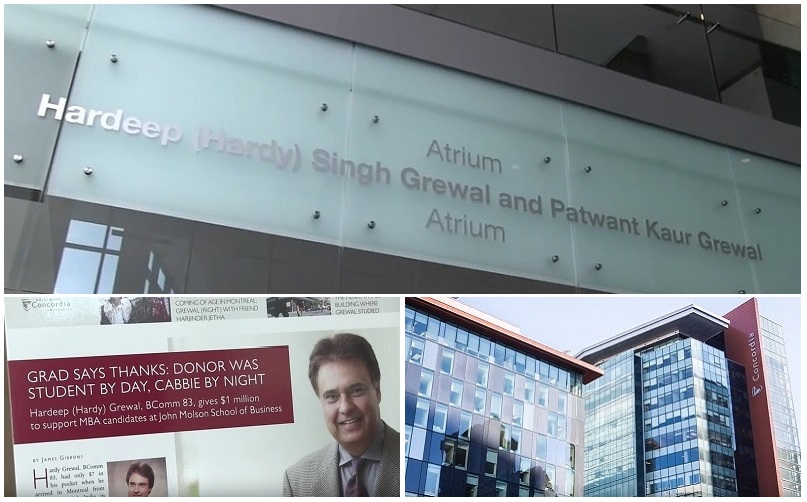 Atrium
Hardeep (Hardy) Singh Grewal and Patwant Kaur Grewal
Atrium
Concordia
COMING OF AGE IN MONTREAL:
GREWAL (RIGHT) WITH FRIEND
HARJINDER JETHA
BUILDING WHERE
GREWAL STUDIED
GRAD SAYS THANKS: DONOR WAS
STUDENT BY DAY, CABBIE BY NIGHT
Hardeep (Hardy) Grewal, BComm 83, gives $1 million
to support MBA candidates at John Molson School of Business
BY JAMES GIBBONS
Hardy Grewal, BComm
83, had only $7 in
his pocket when he
arrived in Montreal from
Concordia